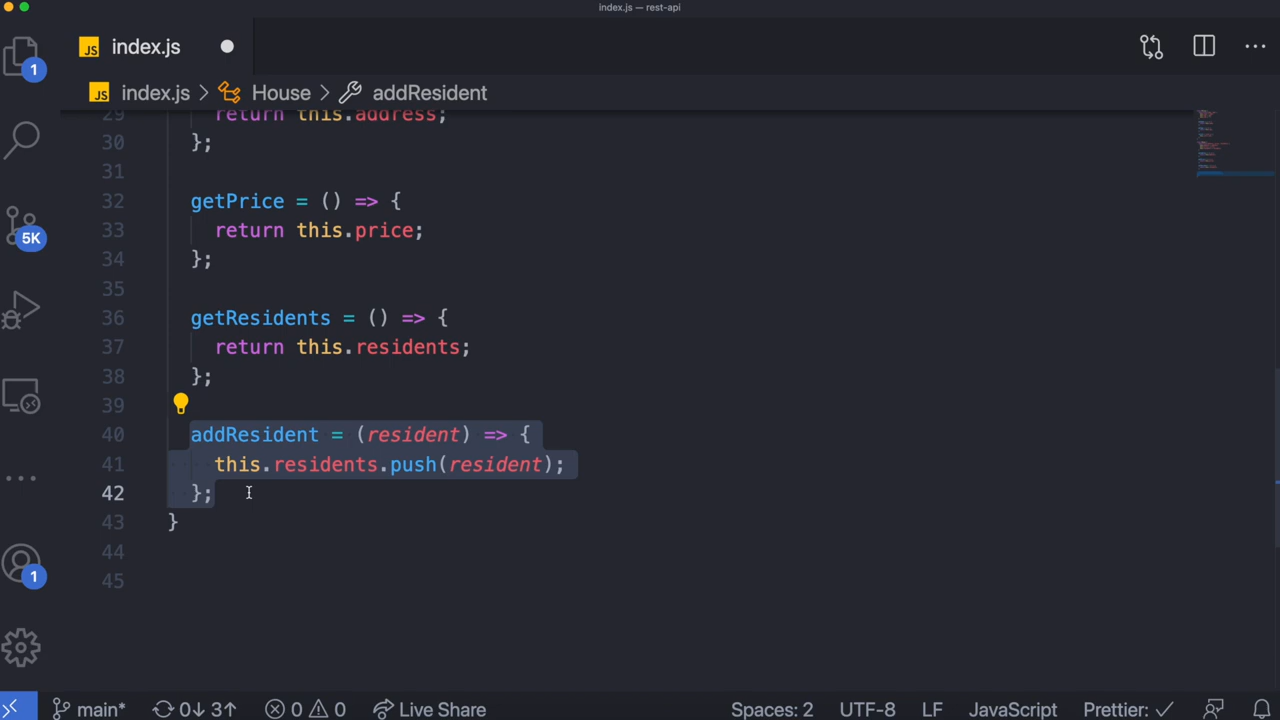 index.js — rest-api
JS index.js
JS index.js > House > addResident
29 return this.address;
30 };
31
32 getPrice = () => {
33 return this.price;
34 };
35
36 getResidents = () => {
37 return this.residents;
38 };
39
40 addResident = (resident) => {
41 this.residents.push(resident);
42 };
43 }
44
45
1
5K
1
main* 0↓ 3↑ 0 0 Live Share Spaces: 2 UTF-8 LF JavaScript Prettier: ✓